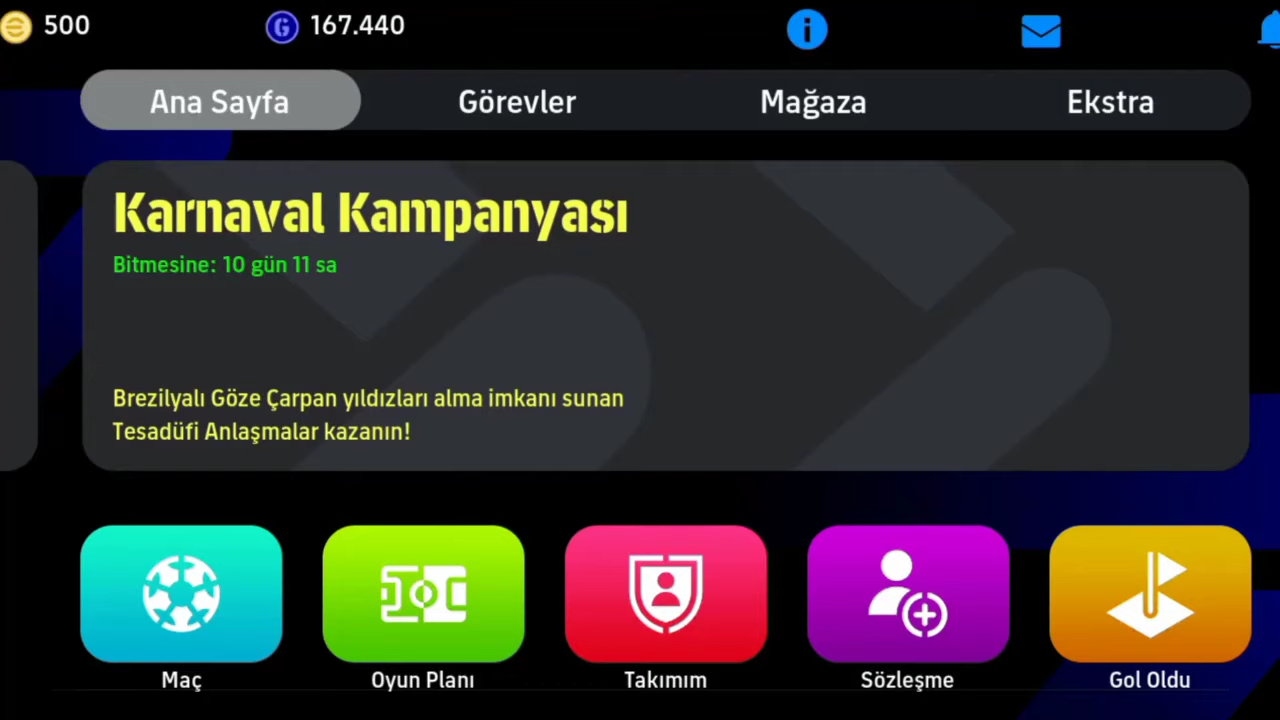 500
167.440
Ana Sayfa
Görevler
Mağaza
Ekstra
Karnaval Kampanyası
Bitmesine: 10 gün 11 sa
Brezilyalı Göze Çarpan yıldızları alma imkanı sunan
Tesadüfi Anlaşmalar kazanın!
Maç
Oyun Planı
Takımım
Sözleşme
Gol Oldu